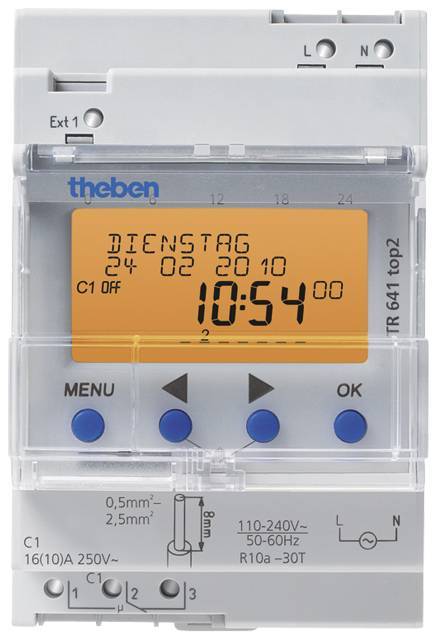 L N
Ext 1
theben
0 6 12 18 24
DIENSTAG
24 02 2010
C1 OFF
10:54 00
2
TR 641 top2
MENU OK
0,5mm²–
2,5mm²
8mm
110-240V~
50-60Hz
R10a –30T
L N
C1
16(10)A 250V~
C1
1 2 3
µ